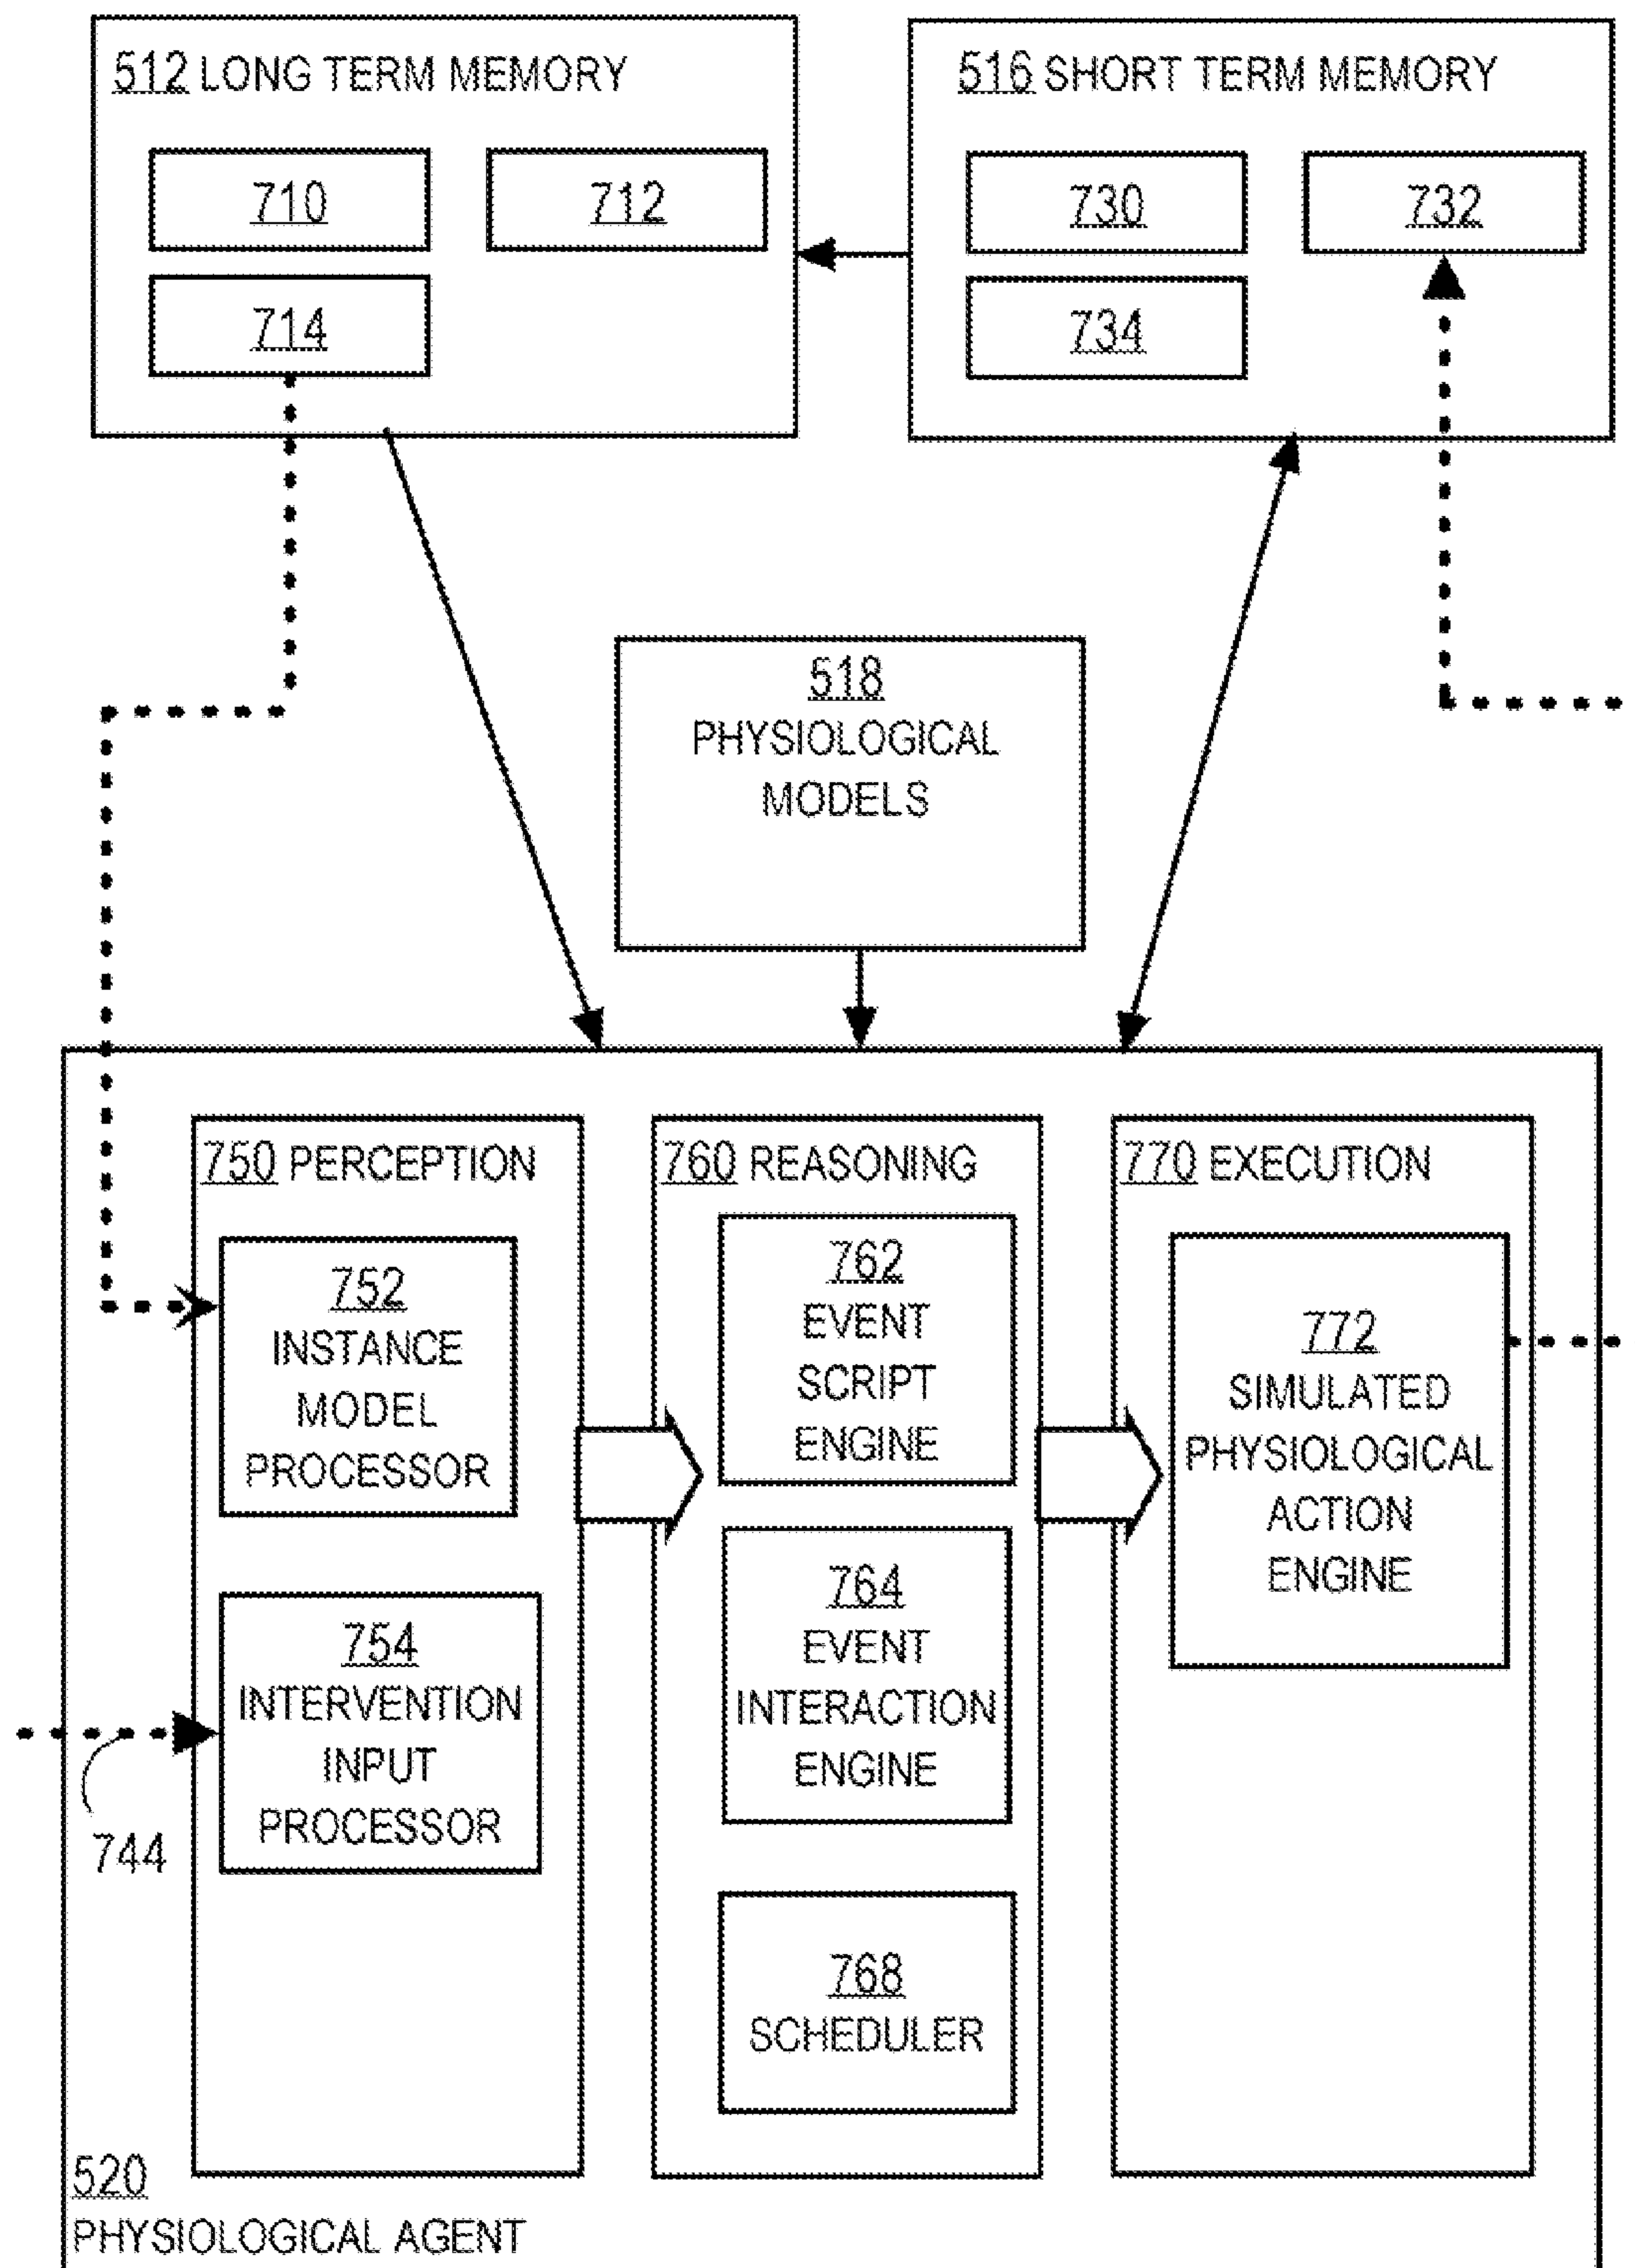 512 LONG TERM MEMORY
710
712
714
516 SHORT TERM MEMORY
730
732
734
518
PHYSIOLOGICAL
MODELS
750 PERCEPTION
752
INSTANCE
MODEL
PROCESSOR
754
INTERVENTION
INPUT
PROCESSOR
744
760 REASONING
762
EVENT
SCRIPT
ENGINE
764
EVENT
INTERACTION
ENGINE
768
SCHEDULER
770 EXECUTION
772
SIMULATED
PHYSIOLOGICAL
ACTION
ENGINE
520
PHYSIOLOGICAL AGENT